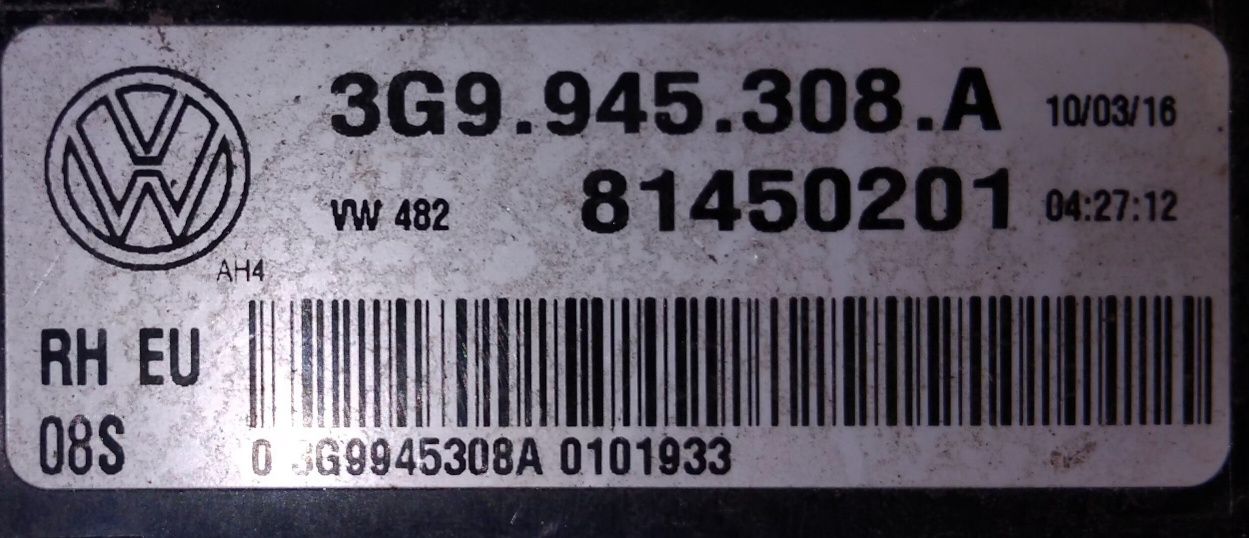 3G9.945.308.A 10/03/16
VW 482 81450201 04:27:12
AH4
RH EU
08S
0 3G9945308A 0101933